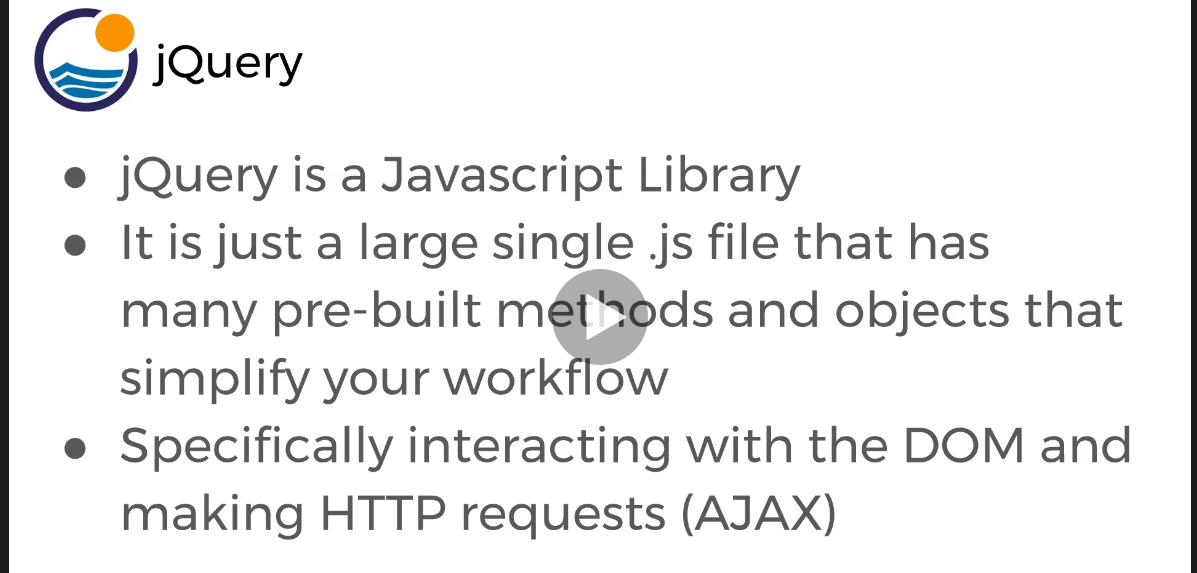 jQuery
● jQuery is a Javascript Library
● It is just a large single .js file that has
many pre-built methods and objects that
simplify your workflow
● Specifically interacting with the DOM and
making HTTP requests (AJAX)